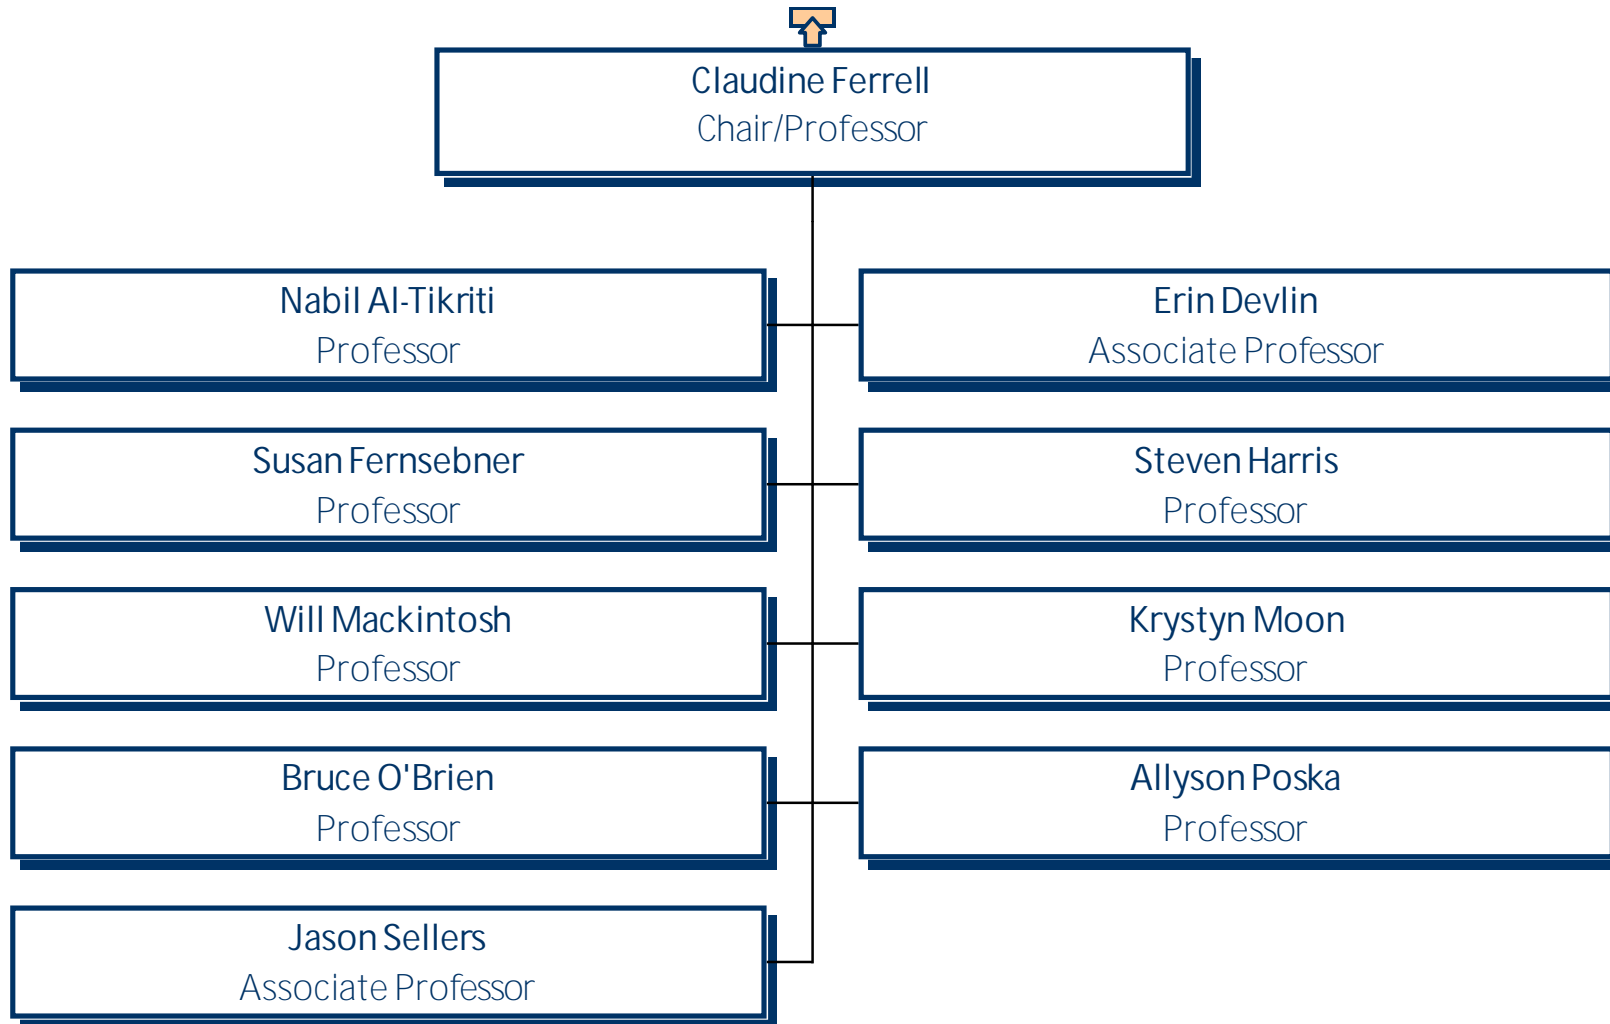 Claudine Ferrell
Chair/Professor
Nabil Al-Tikriti
Professor
Erin Devlin
Associate Professor
Susan Fernsebner
Professor
Steven Harris
Professor
Will Mackintosh
Professor
Krystyn Moon
Professor
Bruce O'Brien
Professor
Allyson Poska
Professor
Jason Sellers
Associate Professor